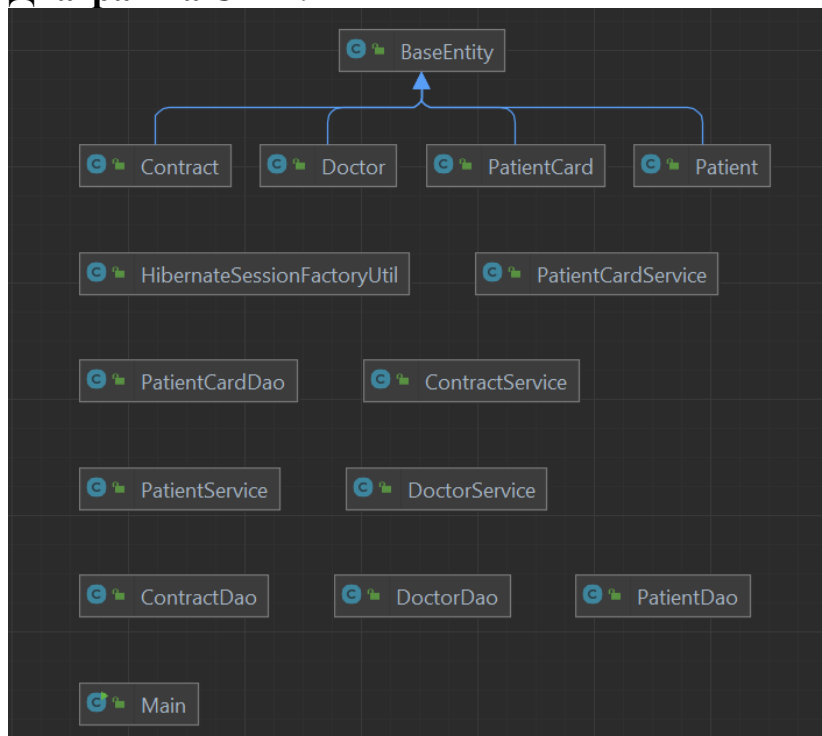 BaseEntity
Contract Doctor PatientCard Patient
HibernateSessionFactoryUtil PatientCardService
PatientCardDao ContractService
PatientService DoctorService
ContractDao DoctorDao PatientDao
Main